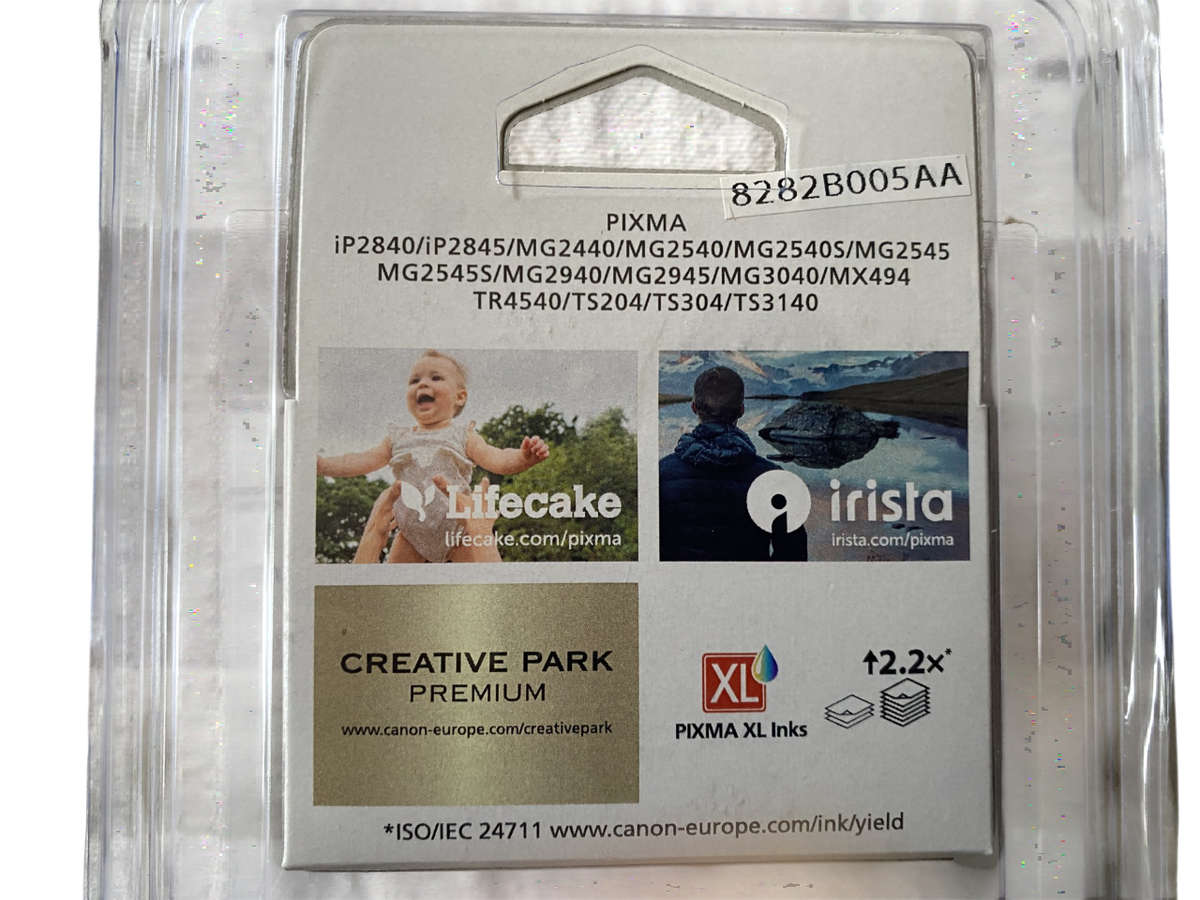 8282B005AA
PIXMA
iP2840/iP2845/MG2440/MG2540/MG2540S/MG2545
MG2545S/MG2940/MG2945/MG3040/MX494
TR4540/TS204/TS304/TS3140
Lifecake
lifecake.com/pixma
irista
irista.com/pixma
CREATIVE PARK
PREMIUM
www.canon-europe.com/creativepark
XL
PIXMA XL Inks
↑2.2x*
*ISO/IEC 24711 www.canon-europe.com/ink/yield